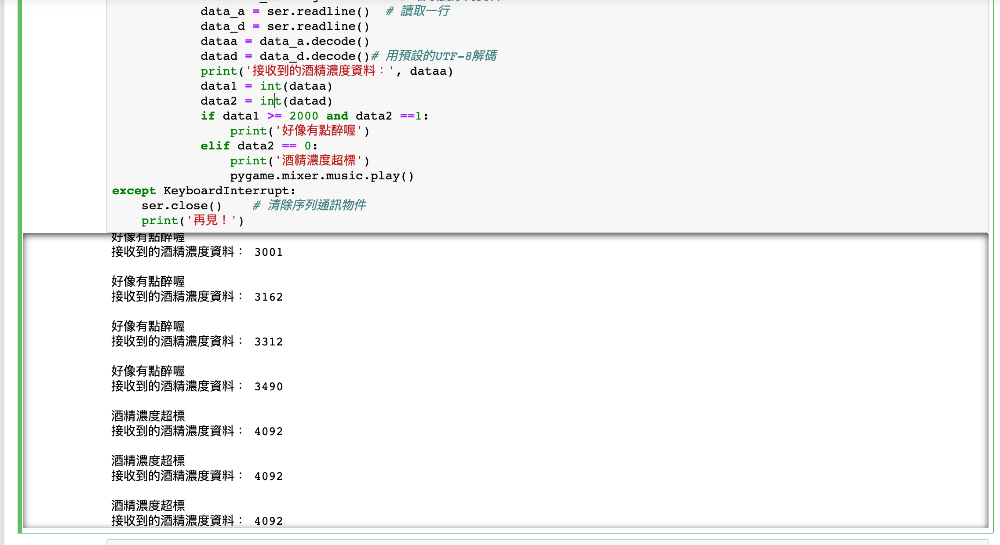 data_a = ser.readline()  # 讀取一行
data_d = ser.readline()
dataa = data_a.decode()
datad = data_d.decode()# 用預設的UTF-8解碼
print('接收到的酒精濃度資料：', dataa)
data1 = int(dataa)
data2 = int(datad)
if data1 >= 2000 and data2 ==1:
print('好像有點醉喔')
elif data2 == 0:
print('酒精濃度超標')
pygame.mixer.music.play()
except KeyboardInterrupt:
ser.close()    # 清除序列通訊物件
print('再見！')
好像有點醉喔
接收到的酒精濃度資料： 3001
好像有點醉喔
接收到的酒精濃度資料： 3162
好像有點醉喔
接收到的酒精濃度資料： 3312
好像有點醉喔
接收到的酒精濃度資料： 3490
酒精濃度超標
接收到的酒精濃度資料： 4092
酒精濃度超標
接收到的酒精濃度資料： 4092
酒精濃度超標
接收到的酒精濃度資料： 4092